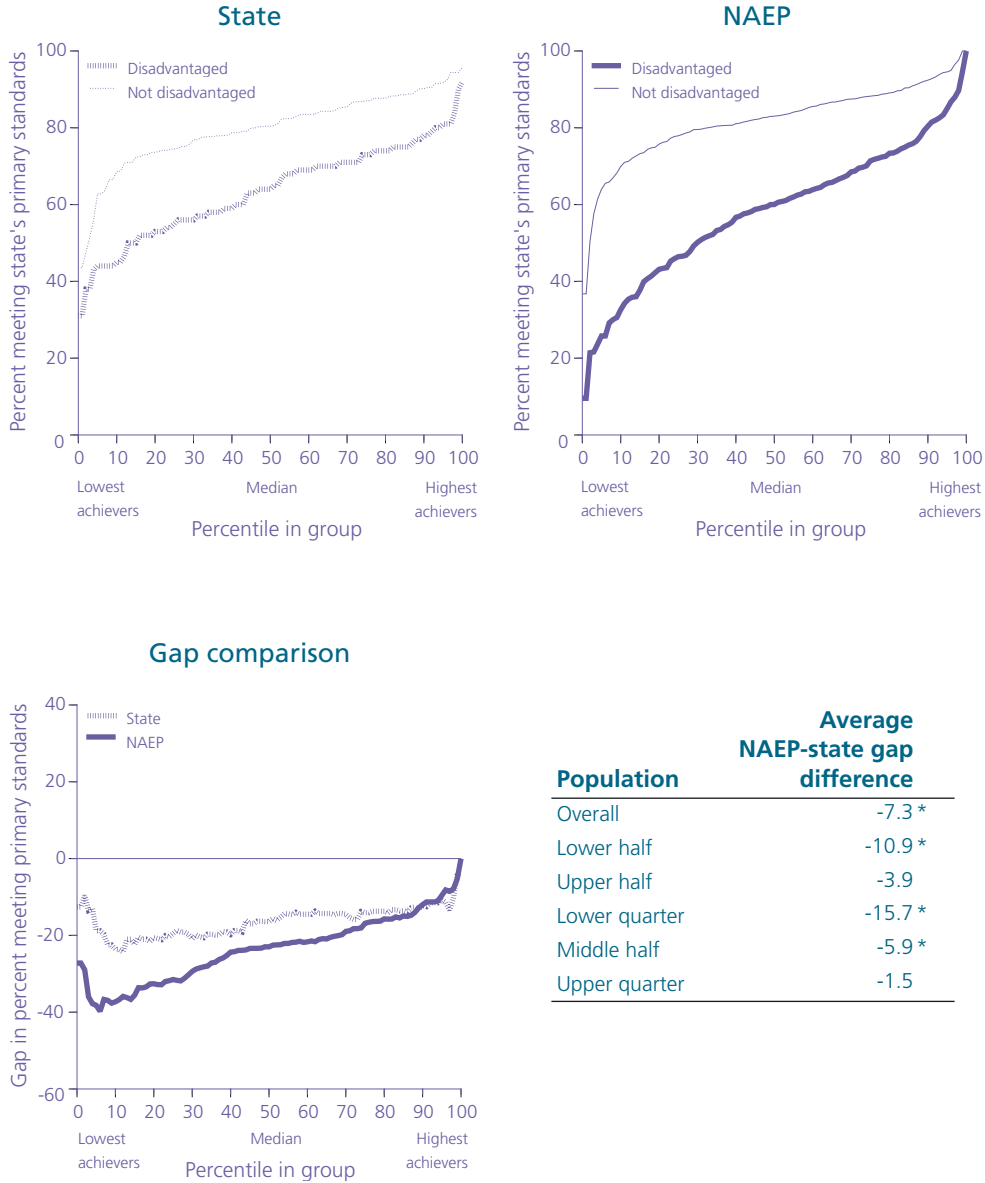 State
Percent meeting state's primary standards
100
80
60
40
20
0
Disadvantaged
Not disadvantaged
0 10 20 30 40 50 60 70 80 90 100
Lowest achievers
Median
Highest achievers
Percentile in group
NAEP
Percent meeting state's primary standards
100
80
60
40
20
0
Disadvantaged
Not disadvantaged
0 10 20 30 40 50 60 70 80 90 100
Lowest achievers
Median
Highest achievers
Percentile in group
Gap comparison
Gap in percent meeting primary standards
40
20
0
-20
-40
-60
State
NAEP
0 10 20 30 40 50 60 70 80 90 100
Lowest achievers
Median
Highest achievers
Percentile in group
Average
NAEP-state gap
Population difference
Overall -7.3 *
Lower half -10.9 *
Upper half -3.9
Lower quarter -15.7 *
Middle half -5.9 *
Upper quarter -1.5